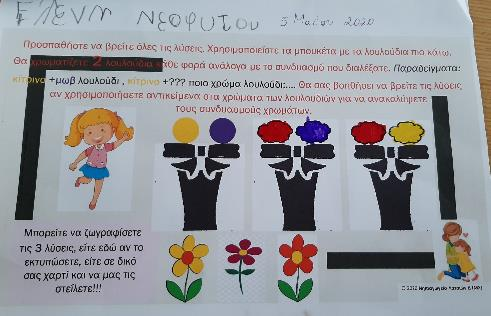 ΕΛΕΝΗ ΝΕΟΦΥΤΟΥ 5 Μαΐου 2020
Προσπαθήστε να βρείτε όλες τις λύσεις. Χρησιμοποιείστε τα μπουκέτα με τα λουλούδια πιο κάτω.
Θα χρωματίζετε 2 λουλούδια κάθε φορά ανάλογα με το συνδυασμό που διαλέξατε. Παραδείγματα:
κίτρινο +μωβ λουλούδι , κίτρινο +??? ποιο χρώμα λουλούδι.... Θα σας βοηθήσει να βρείτε τις λύσεις,
αν χρησιμοποιήσετε αντικείμενα στα χρώματα των λουλουδιών για να ανακαλύψετε
τους συνδυασμούς χρωμάτων.
Μπορείτε να ζωγραφίσετε
τις 3 λύσεις, είτε εδώ αν το
εκτυπώσετε, είτε σε δικό
σας χαρτί και να μας τις
στείλετε!!!
© 2020 Νηπιαγωγείο